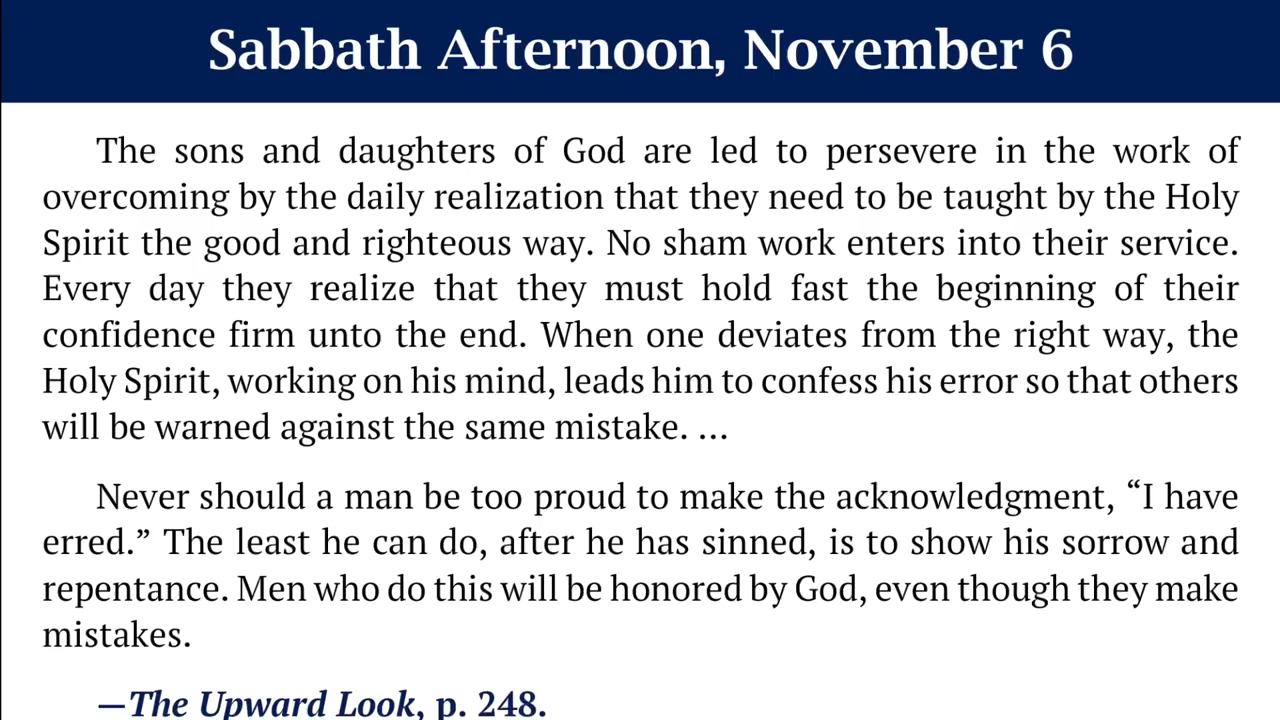 Sabbath Afternoon, November 6
The sons and daughters of God are led to persevere in the work of
overcoming by the daily realization that they need to be taught by the Holy
Spirit the good and righteous way. No sham work enters into their service.
Every day they realize that they must hold fast the beginning of their
confidence firm unto the end. When one deviates from the right way, the
Holy Spirit, working on his mind, leads him to confess his error so that others
will be warned against the same mistake. …
Never should a man be too proud to make the acknowledgment, “I have
erred.” The least he can do, after he has sinned, is to show his sorrow and
repentance. Men who do this will be honored by God, even though they make
mistakes.
—The Upward Look, p. 248.